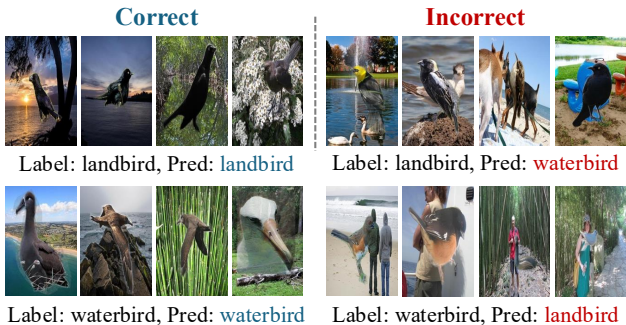 Correct
Incorrect
Label: landbird, Pred: landbird
Label: landbird, Pred: waterbird
Label: waterbird, Pred: waterbird
Label: waterbird, Pred: landbird